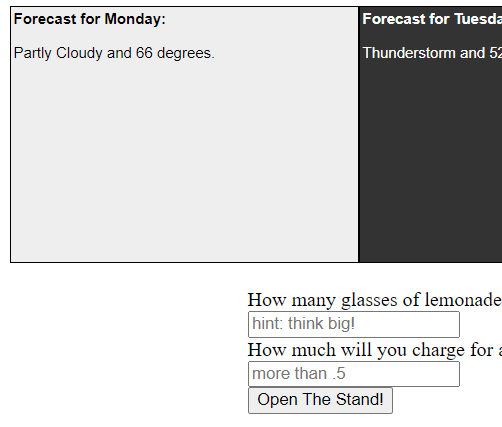 Forecast for Monday:
Partly Cloudy and 66 degrees.
Forecast for Tuesda
Thunderstorm and 52
How many glasses of lemonade
hint: think big!
How much will you charge for a
more than .5
Open The Stand!